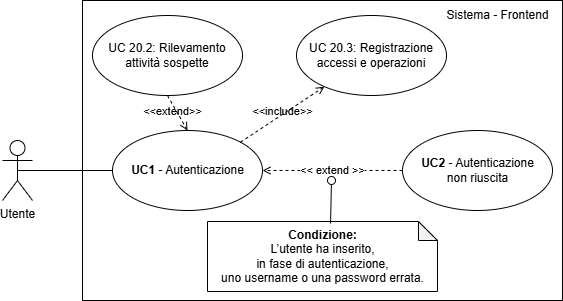 Sistema - Frontend
UC 20.2: Rilevamento
attività sospette
UC 20.3: Registrazione
accessi e operazioni
<<extend>>
<<include>>
UC1 - Autenticazione
<< extend >>
UC2 - Autenticazione
non riuscita
Utente
Condizione:
L'utente ha inserito,
in fase di autenticazione,
uno username o una password errata.